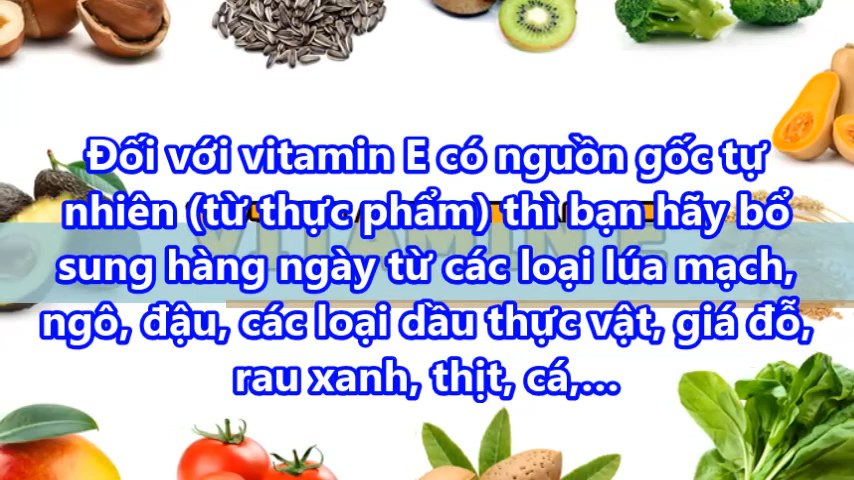 Đối với vitamin E có nguồn gốc tự
nhiên (từ thực phẩm) thì bạn hãy bổ
sung hàng ngày từ các loại lúa mạch,
ngô, đậu, các loại dầu thực vật, giá đỗ,
rau xanh, thịt, cá,...
VITAMIN E